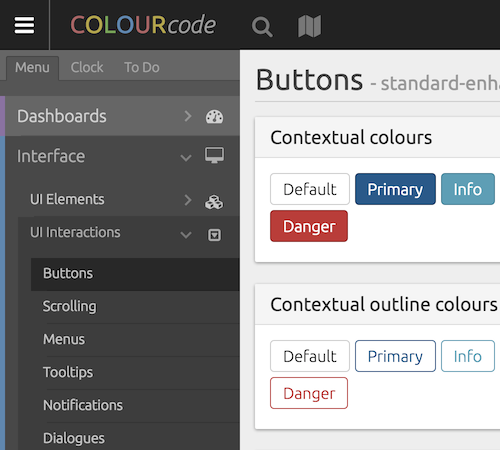 COLOURcode
Menu Clock To Do
Dashboards
Interface
UI Elements
UI Interactions
Buttons
Scrolling
Menus
Tooltips
Notifications
Dialogues
Buttons - standard-enha
Contextual colours
Default Primary Info
Danger
Contextual outline colours
Default Primary Info
Danger